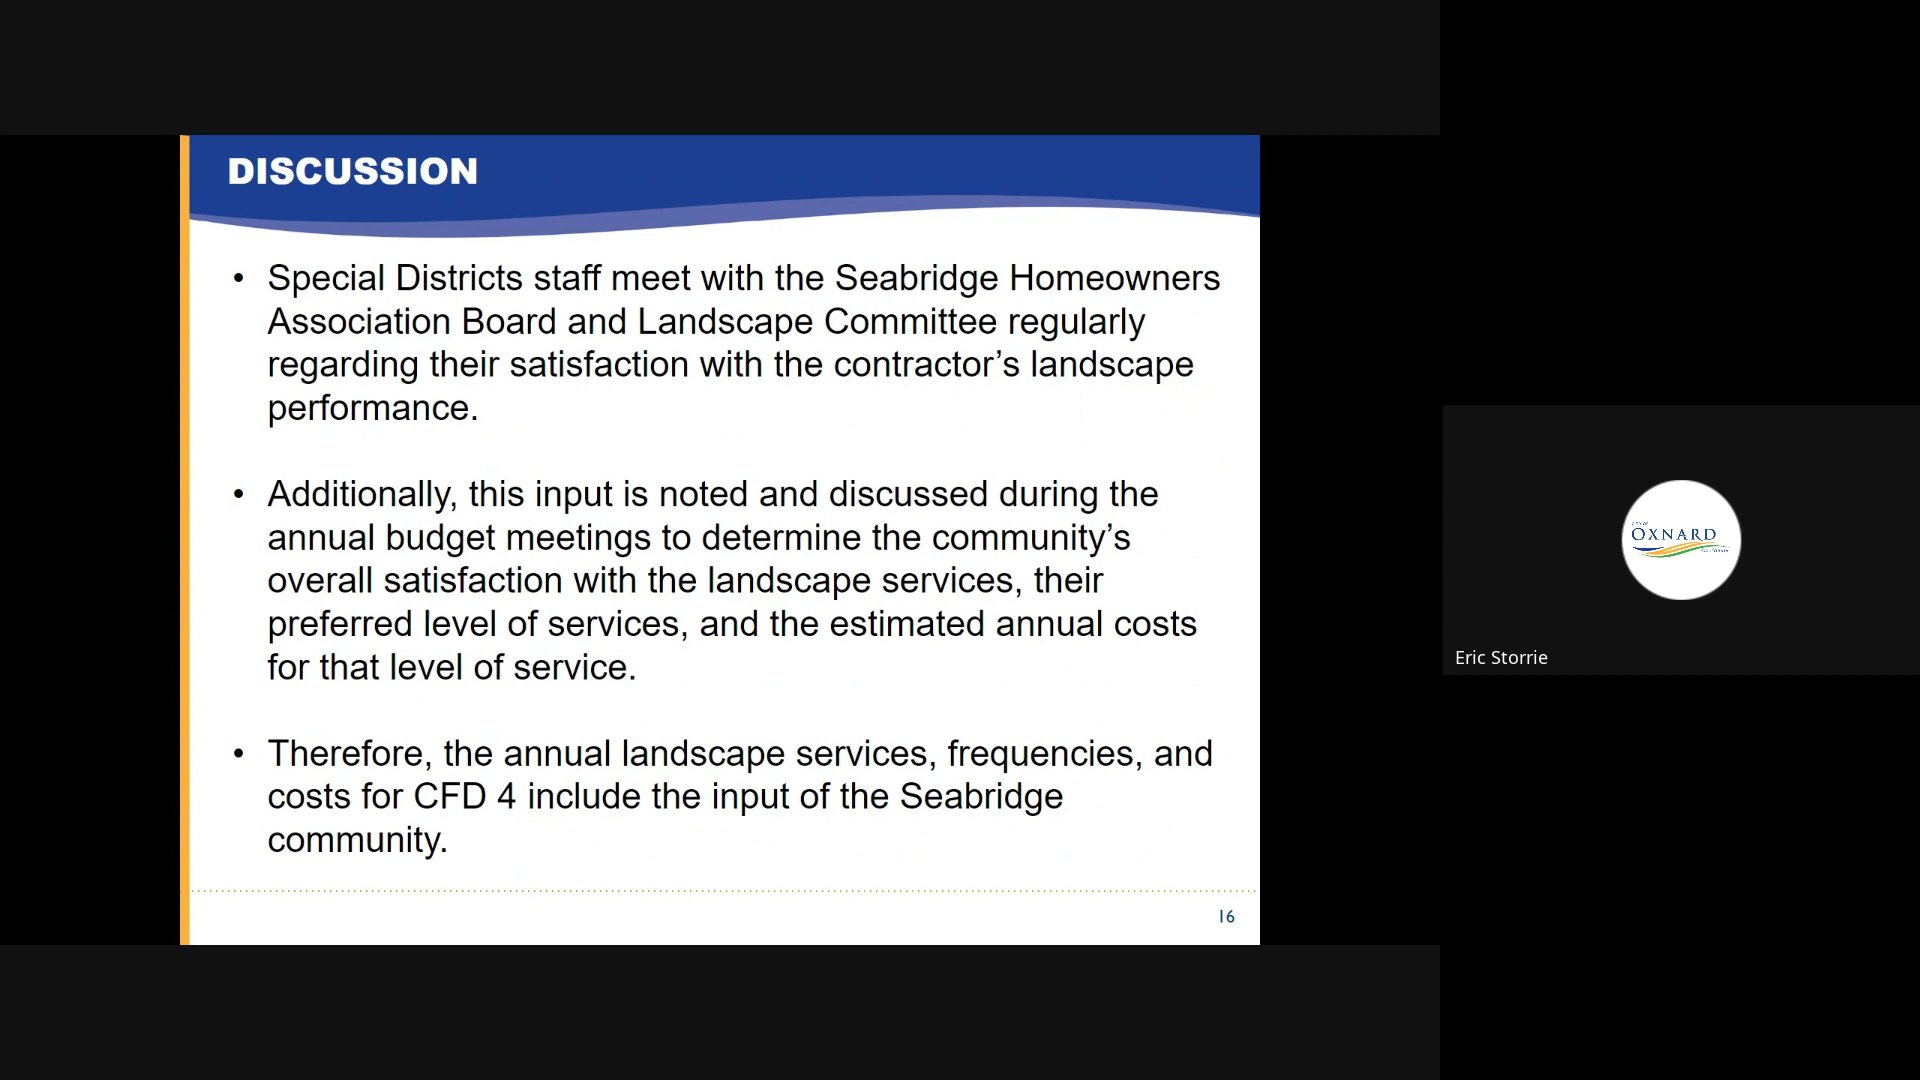 DISCUSSION
• Special Districts staff meet with the Seabridge Homeowners
Association Board and Landscape Committee regularly
regarding their satisfaction with the contractor’s landscape
performance.
• Additionally, this input is noted and discussed during the
annual budget meetings to determine the community’s
overall satisfaction with the landscape services, their
preferred level of services, and the estimated annual costs
for that level of service.
• Therefore, the annual landscape services, frequencies, and
costs for CFD 4 include the input of the Seabridge
community.
16
CITY OF
OXNARD
CALIFORNIA
Eric Storrie